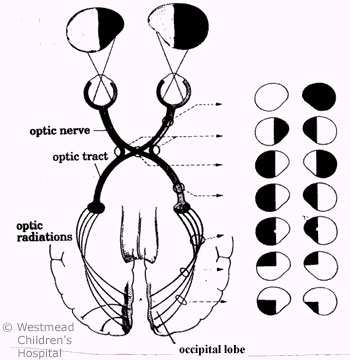 optic nerve
optic tract
optic
radiations
© Westmead
Children's
Hospital
occipital lobe